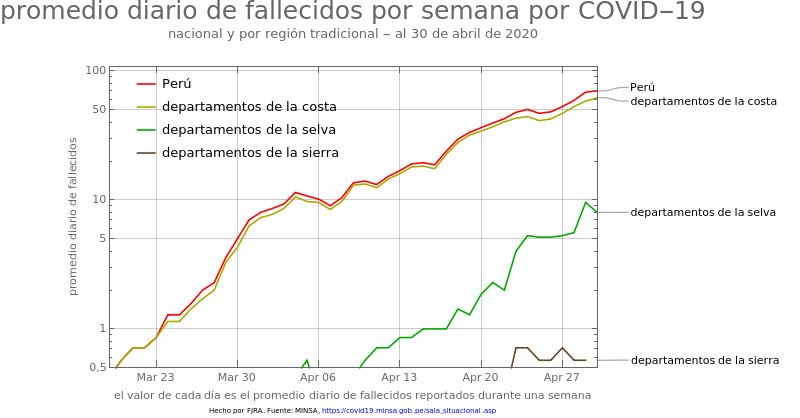 promedio diario de fallecidos por semana por COVID–19
nacional y por región tradicional – al 30 de abril de 2020
100
50
10
5
1
0,5
promedio diario de fallecidos
Perú
departamentos de la costa
departamentos de la selva
departamentos de la sierra
Perú
departamentos de la costa
departamentos de la selva
departamentos de la sierra
Mar 23 Mar 30 Apr 06 Apr 13 Apr 20 Apr 27
el valor de cada día es el promedio diario de fallecidos reportados durante una semana
Hecho por FJRA. Fuente: MINSA, https://covid19.minsa.gob.pe/sala_situacional.asp